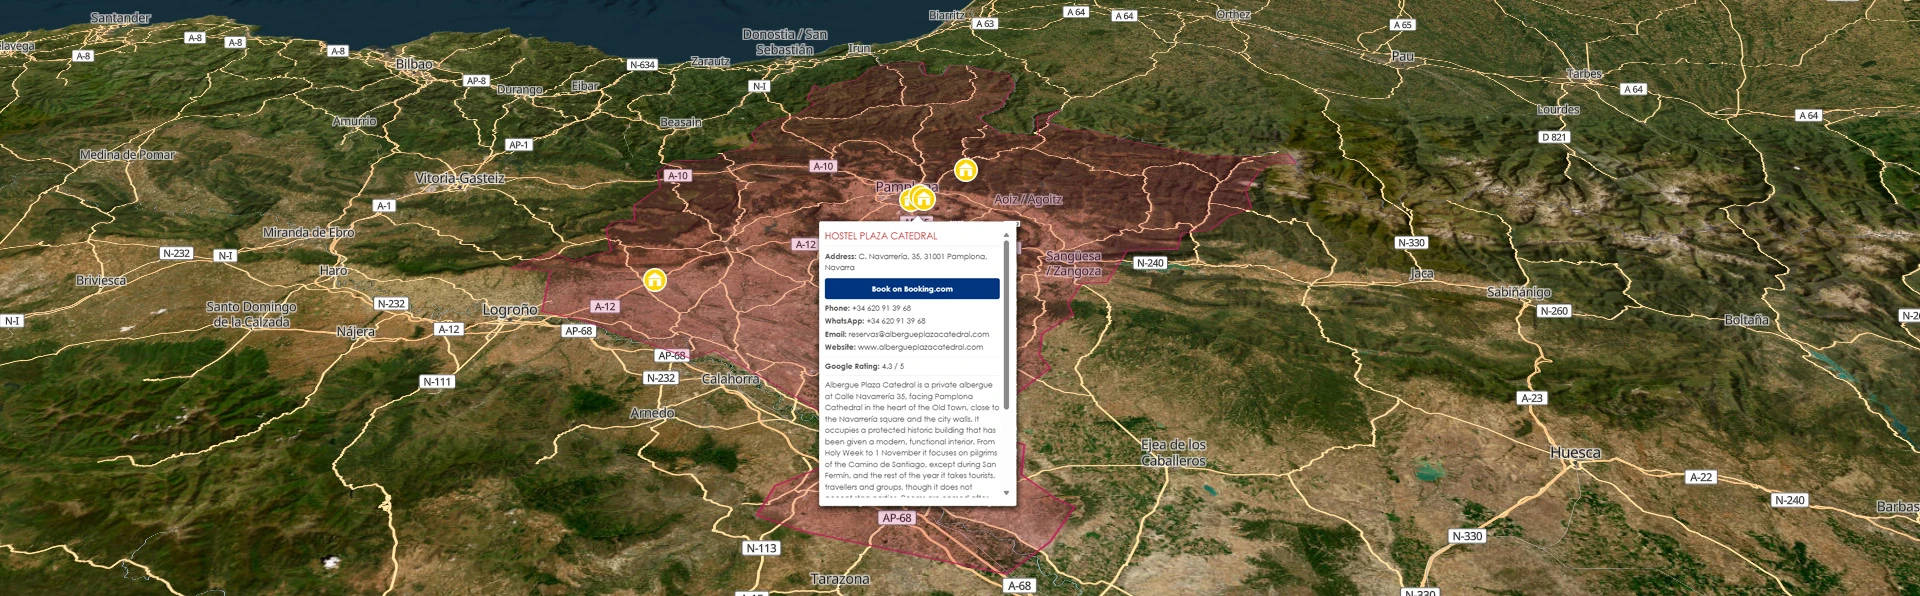 Santander
A-8
A-8
A-8
A-8
Bilbao
AP-8
Durango
Eibar
N-634
Zarautz
Donostia / San
Sebastián
Irun
Biarritz
A 63
A 64
A 64
Orthez
A 65
Pau
Tarbes
A 64
A 64
Lourdes
D 821
N-I
Beasain
Amurrio
AP-1
Medina de Pomar
Vitoria-Gasteiz
A-1
Miranda de Ebro
N-232
N-I
Briviesca
Haro
Santo Domingo
de la Calzada
N-232
N-I
Nájera
A-12
Logroño
AP-68
N-111
A-10
A-10
A-12
A-12
Aoiz / Agoitz
Sangüesa
/ Zangoza
N-240
N-330
Jaca
Sabiñánigo
N-260
Boltaña
AP-68
N-232
Calahorra
Arnedo
HOSTEL PLAZA CATEDRAL
Address: C. Navarrería, 35, 31001 Pamplona,
Navarra
Book on Booking.com
Phone: +34 620 91 39 68
WhatsApp: +34 620 91 39 68
Email: reservas@albergueplazacatedral.com
Website: www.albergueplazacatedral.com
Google Rating: 4,3 / 5
Albergue Plaza Catedral is a private albergue
at Calle Navarrería 35, facing Pamplona
Cathedral in the heart of the Old Town, close to
the Navarrería square and the city walls. It
occupies a protected historic building that has
been given a modern, functional interior. From
Holy Week to 1 November it focuses on pilgrims
of the Camino de Santiago, except during San
Fermín, and the rest of the year it takes tourists,
travellers and groups, though it does not
A-23
Ejea de los
Caballeros
Huesca
A-22
N-240
N-330
AP-68
N-113
Tarazona
A-68
N-330